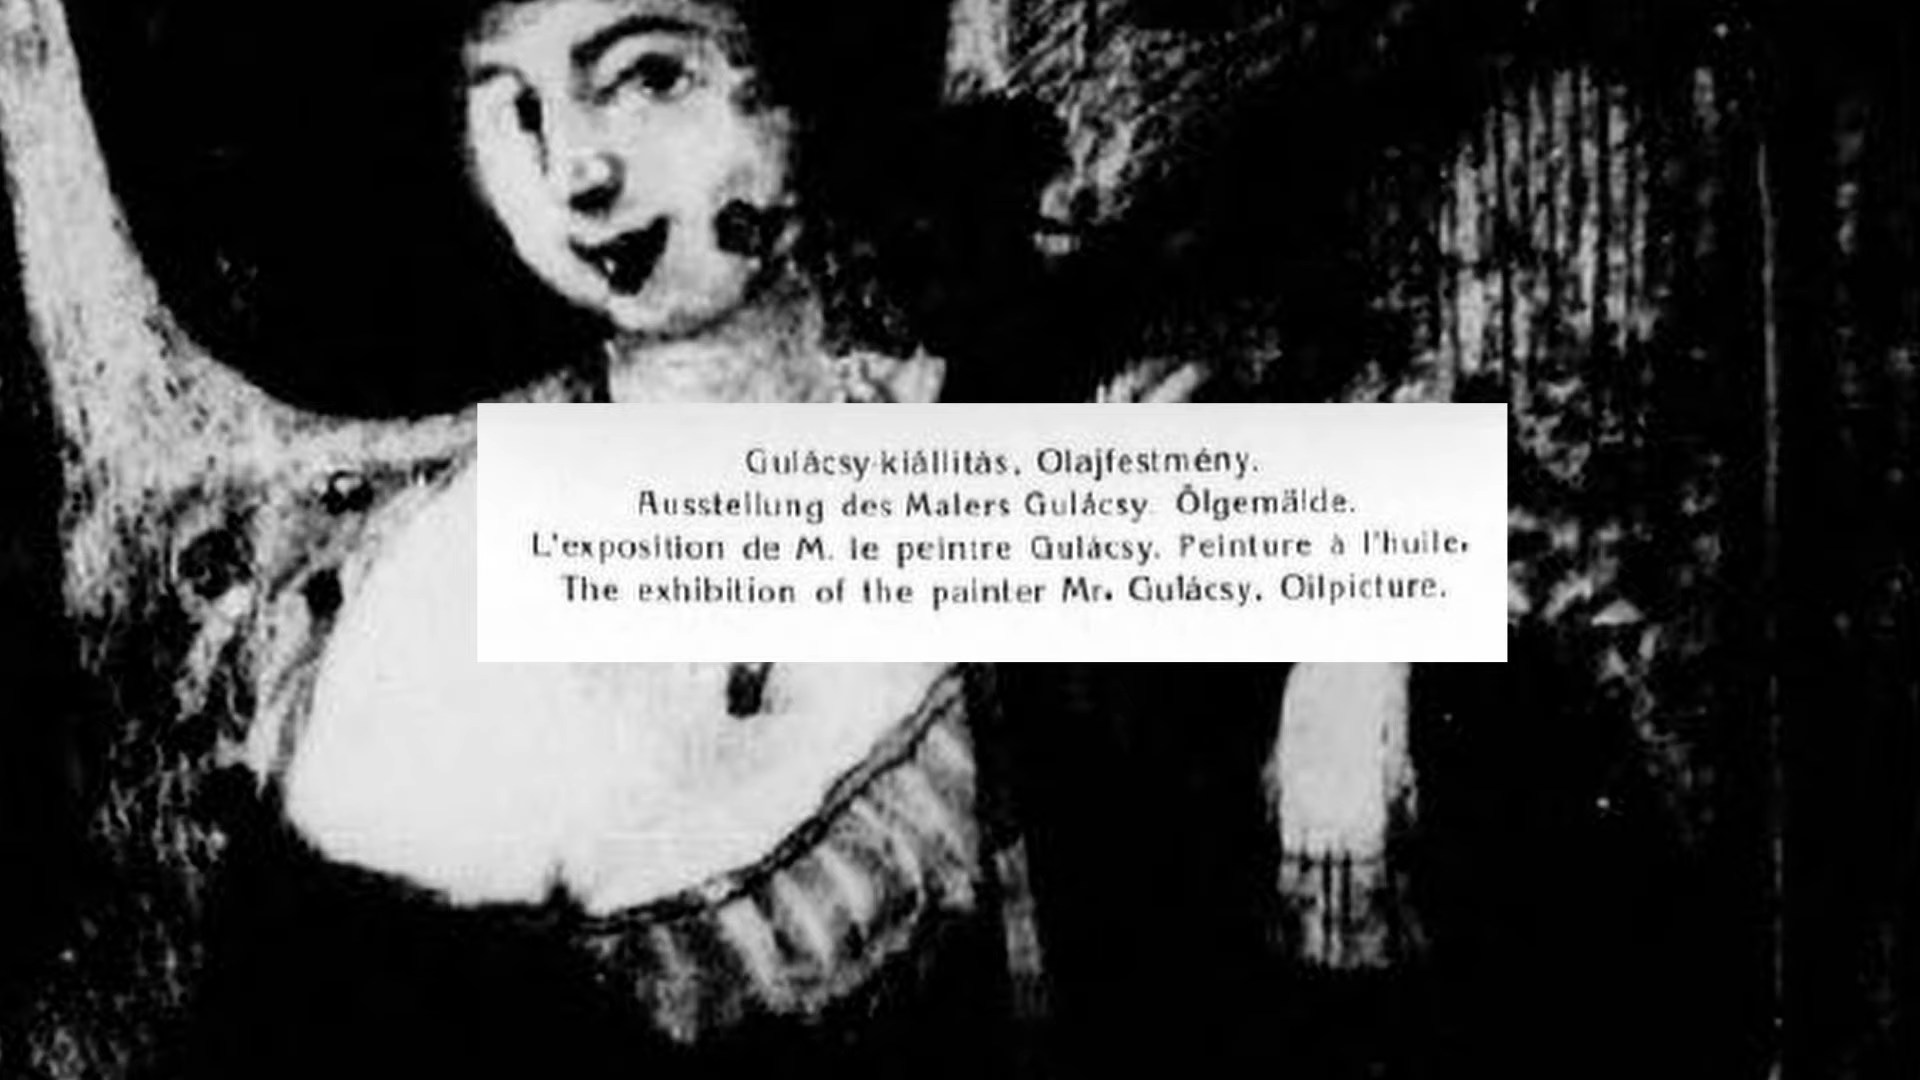 Gulácsy-kiállitás. Olajfestmény.
Ausstellung des Malers Gulácsy. Ölgemälde.
L'exposition de M. le peintre Gulácsy. Peinture à l'huile.
The exhibition of the painter Mr. Gulácsy. Oilpicture.